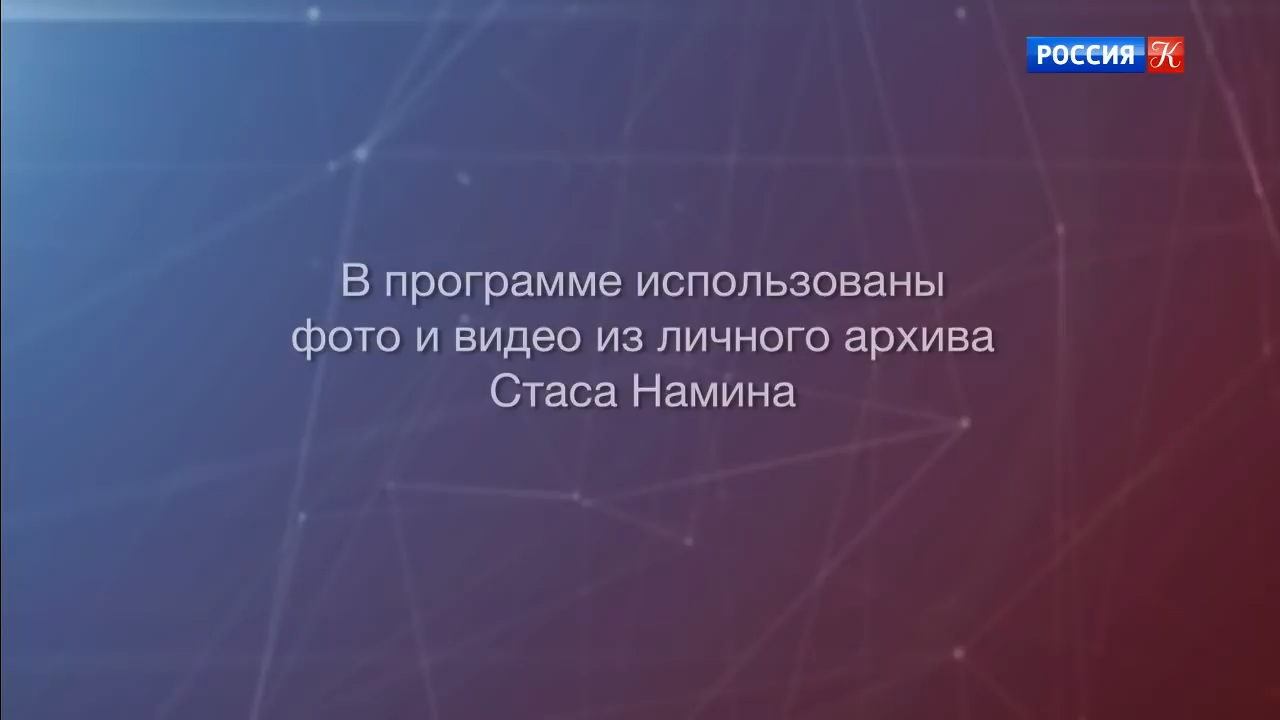 РОССИЯ К
В программе использованы
фото и видео из личного архива
Стаса Намина